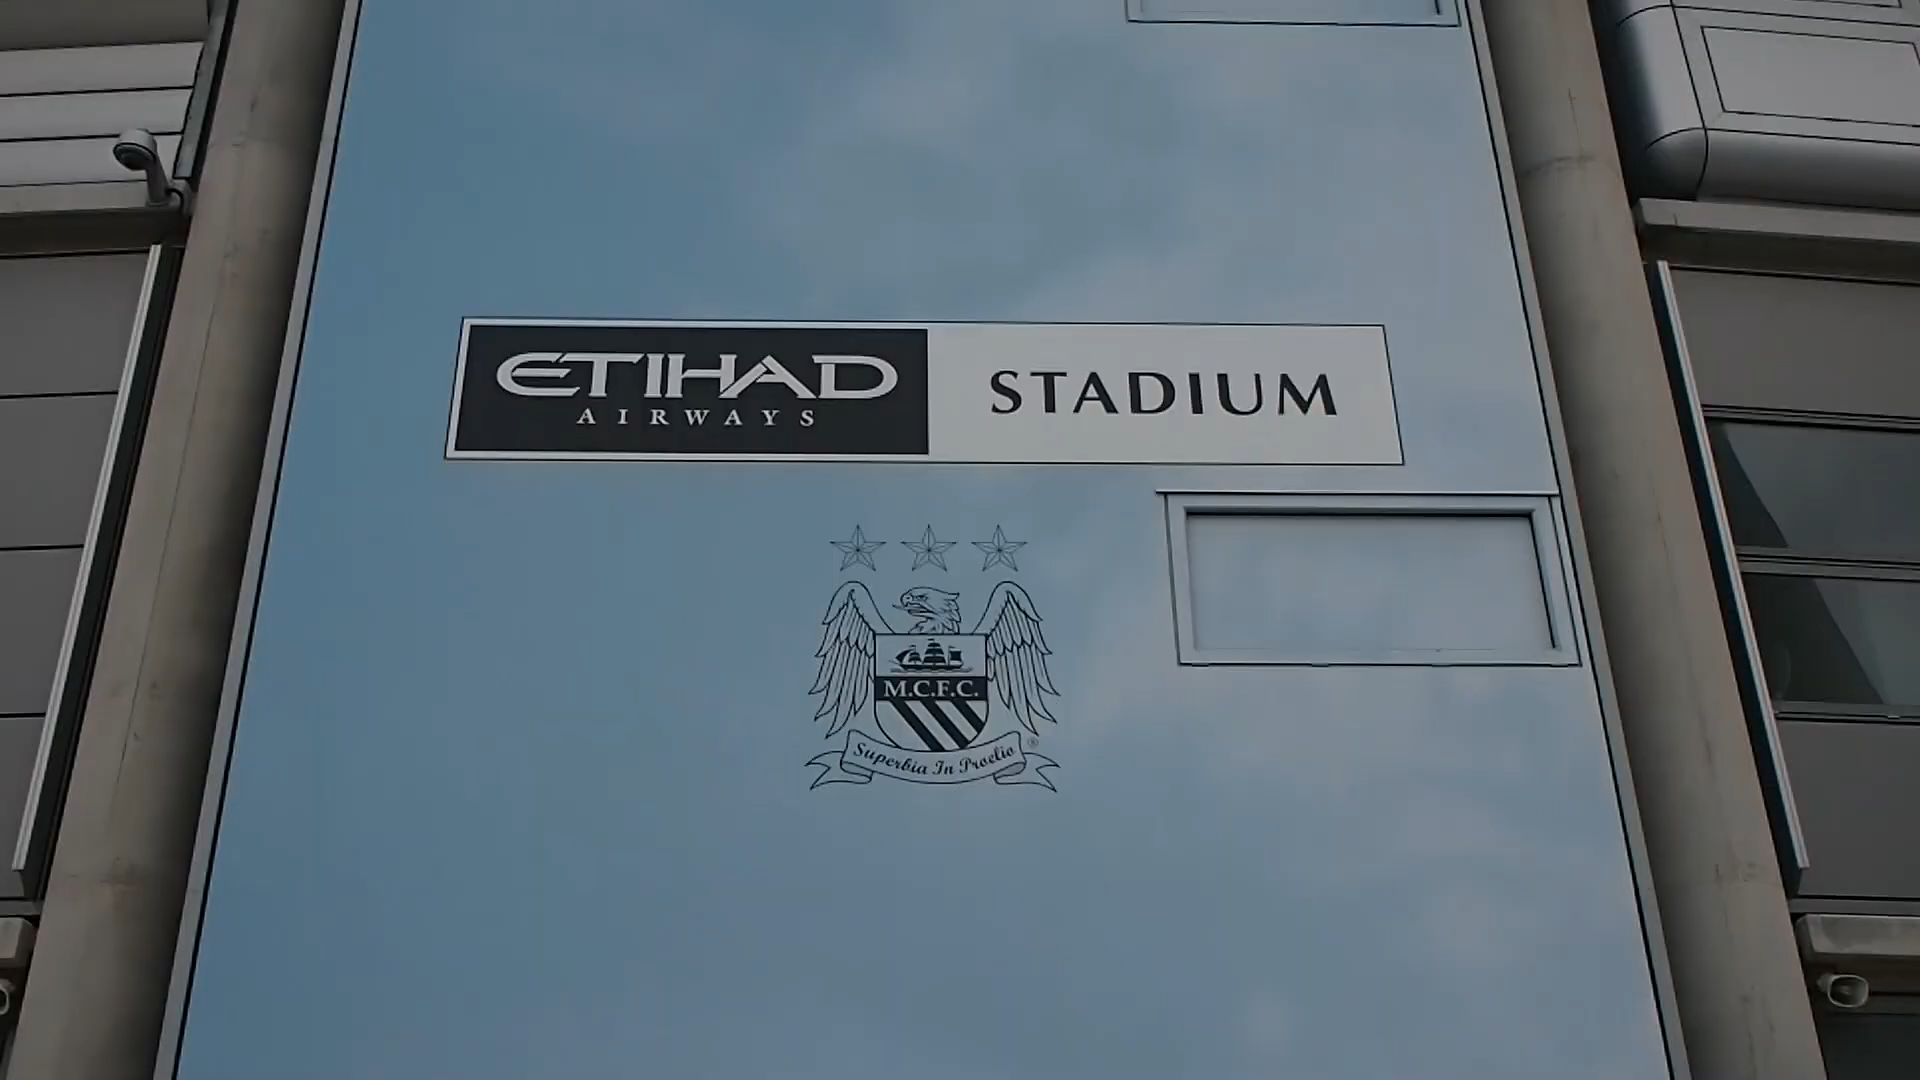 ETIHAD
AIRWAYS
STADIUM
M.C.F.C.
Superbia In Proelio ®